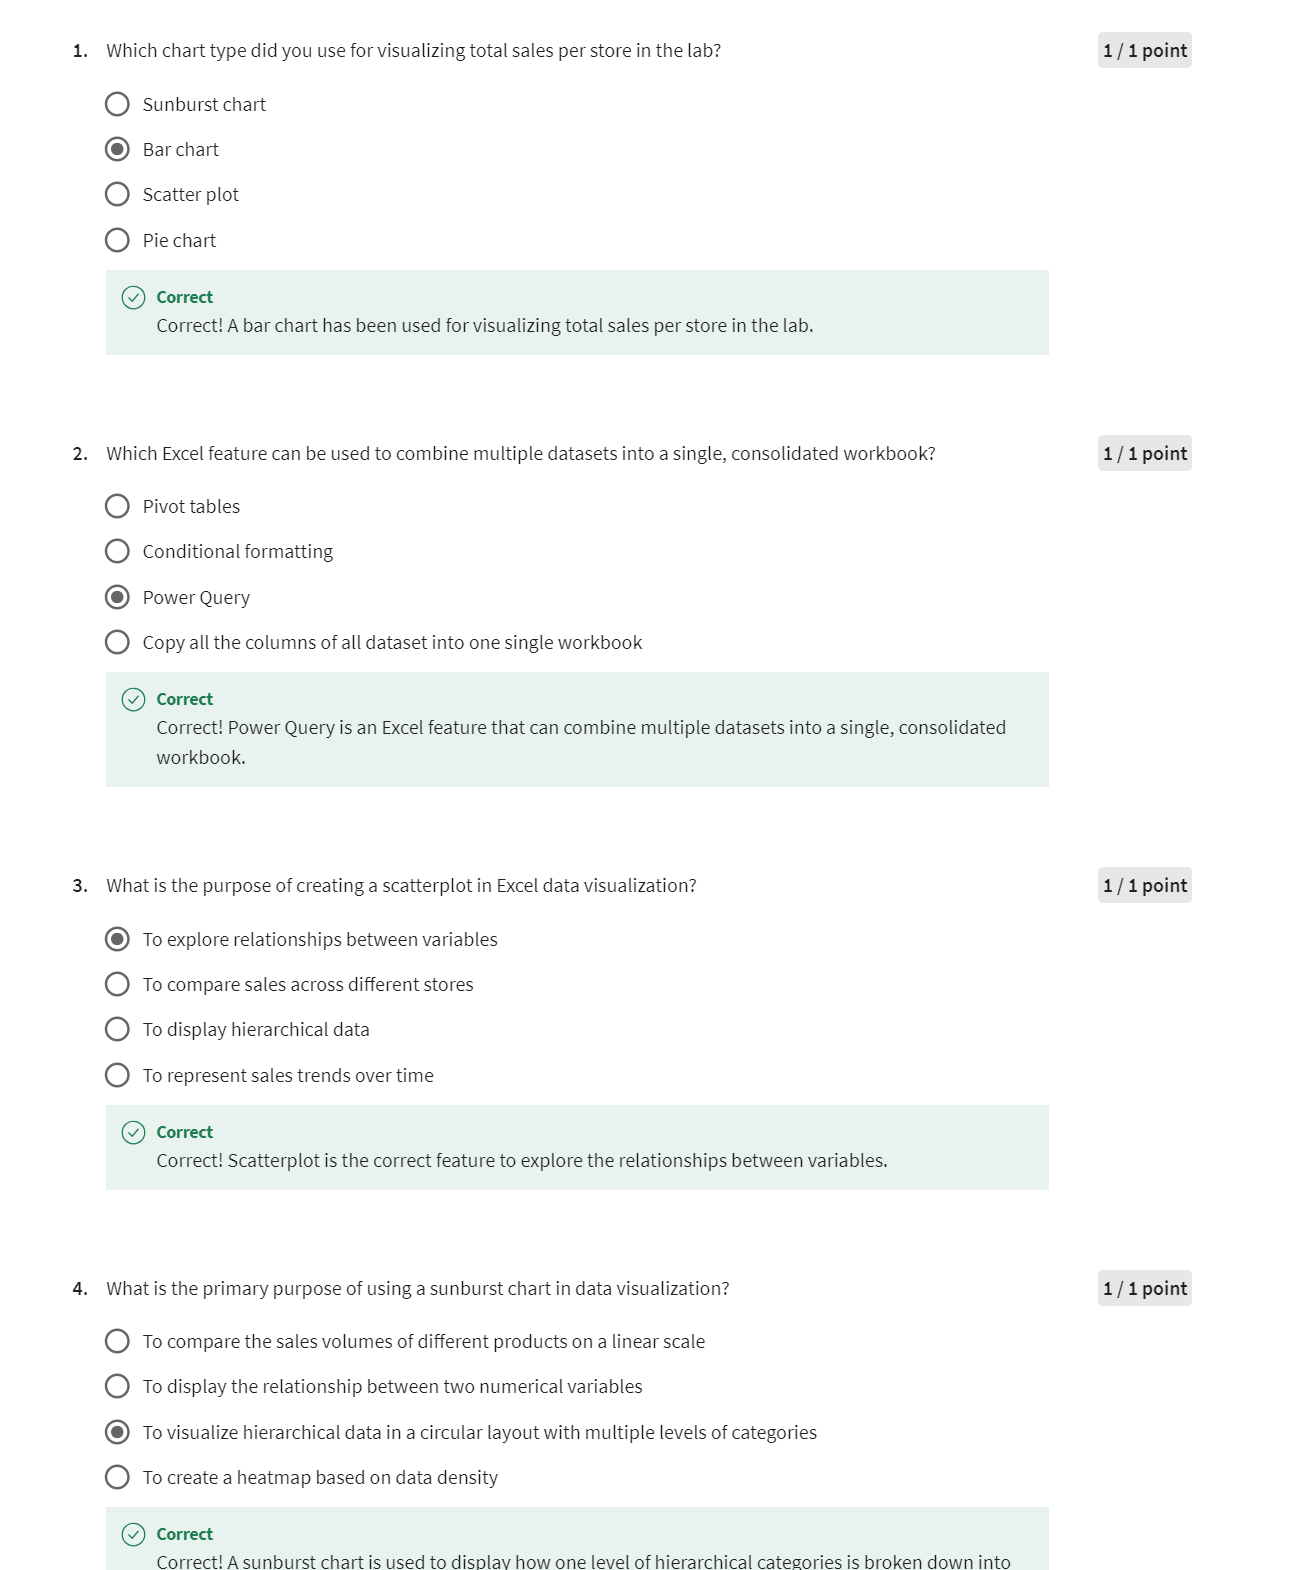 1. Which chart type did you use for visualizing total sales per store in the lab?
1 / 1 point
Sunburst chart
Bar chart
Scatter plot
Pie chart
Correct
Correct! A bar chart has been used for visualizing total sales per store in the lab.
2. Which Excel feature can be used to combine multiple datasets into a single, consolidated workbook?
1 / 1 point
Pivot tables
Conditional formatting
Power Query
Copy all the columns of all dataset into one single workbook
Correct
Correct! Power Query is an Excel feature that can combine multiple datasets into a single, consolidated
workbook.
3. What is the purpose of creating a scatterplot in Excel data visualization?
1 / 1 point
To explore relationships between variables
To compare sales across different stores
To display hierarchical data
To represent sales trends over time
Correct
Correct! Scatterplot is the correct feature to explore the relationships between variables.
4. What is the primary purpose of using a sunburst chart in data visualization?
1 / 1 point
To compare the sales volumes of different products on a linear scale
To display the relationship between two numerical variables
To visualize hierarchical data in a circular layout with multiple levels of categories
To create a heatmap based on data density
Correct
Correct! A sunburst chart is used to display how one level of hierarchical categories is broken down into